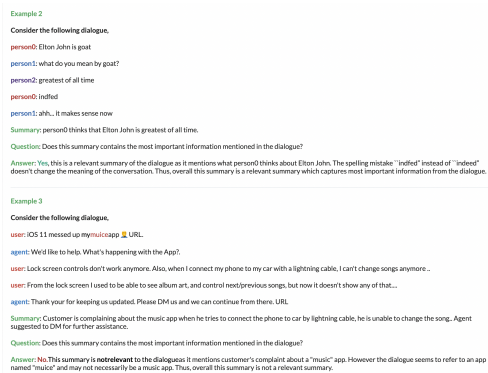 Example 2
Consider the following dialogue,
person0: Elton John is goat
person1: what do you mean by goat?
person2: greatest of all time
person0: indfed
person1: ahh... it makes sense now
Summary: person0 thinks that Elton John is greatest of all time.
Question: Does this summary contains the most important information mentioned in the dialogue?
Answer: Yes, this is a relevant summary of the dialogue as it mentions what person0 thinks about Elton John. The spelling mistake ``indfed" instead of ``indeed"
doesn't change the meaning of the conversation. Thus, overall this summary is a relevant summary which captures most important information from the dialogue.
Example 3
Consider the following dialogue,
user: iOS 11 messed up mymuiceapp 🤦 URL.
agent: We'd like to help. What's happening with the App?.
user: Lock screen controls don't work anymore. Also, when I connect my phone to my car with a lightning cable, I can't change songs anymore ..
user: From the lock screen I used to be able to see album art, and control next/previous songs, but now it doesn't show any of that....
agent: Thank your for keeping us updated. Please DM us and we can continue from there. URL
Summary: Customer is complaining about the music app when he tries to connect the phone to car by lightning cable, he is unable to change the song.. Agent
suggested to DM for further assistance.
Question: Does this summary contains the most important information mentioned in the dialogue?
Answer: No.This summary is notrelevant to the dialogueas it mentions customer's complaint about a "music" app. However the dialogue seems to refer to an app
named "muice" and may not necessarily be a music app. Thus, overall this summary is not a relevant summary.